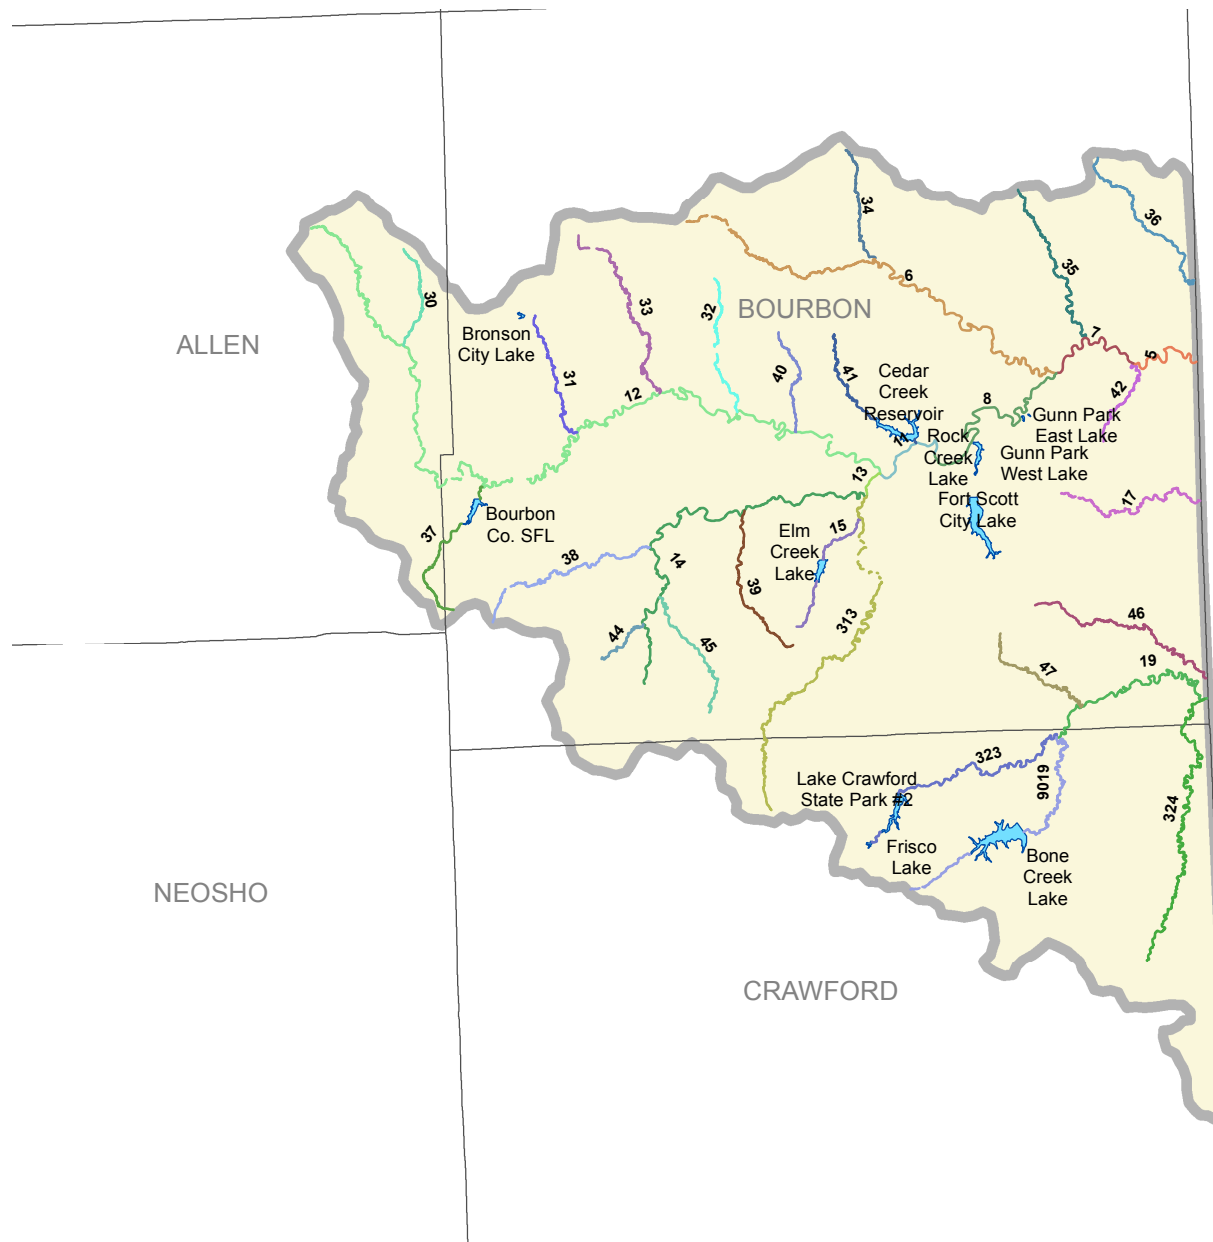 34
36
35
6
30
33
32
BOURBON
ALLEN
Bronson
City Lake
31
40
41
7
5
42
Cedar
Creek
Reservoir
12
8
Gunn Park
East Lake
Rock
Creek
Lake
Gunn Park
West Lake
13
17
Fort Scott
City Lake
Bourbon
Co. SFL
37
38
14
39
15
Elm
Creek
Lake
313
44
45
46
47
19
323
9019
324
Lake Crawford
State Park #2
Frisco
Lake
Bone
Creek
Lake
NEOSHO
CRAWFORD